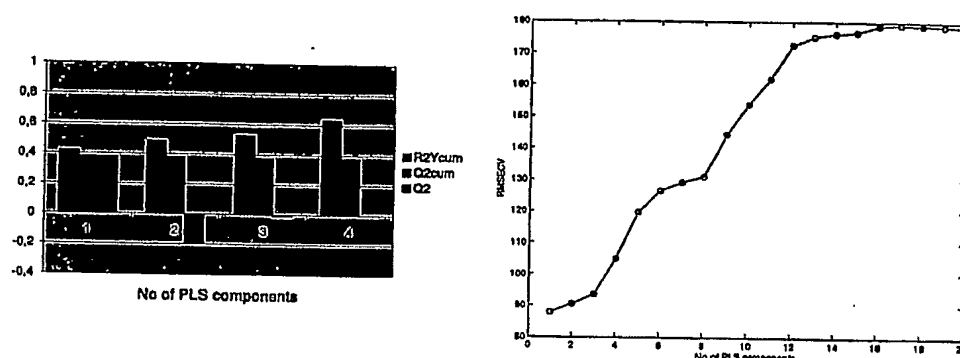 1
0,8
0,6
0,4
0,2
0
-0,2
-0,4
1 2 3 4
R2Ycum
Q2cum
Q2
No of PLS components
180
170
160
150
140
130
120
110
100
90
80
RMSECV
0 2 4 6 8 10 12 14 16 18 20
No of PLS components